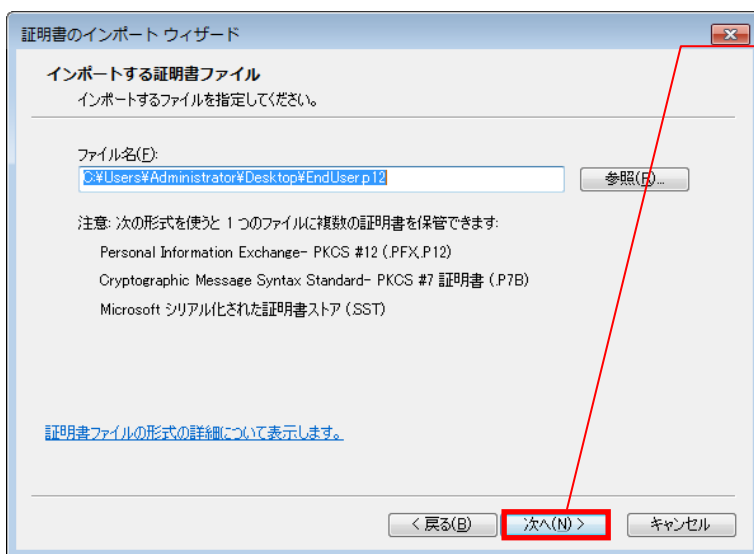 証明書のインポート ウィザード
インポートする証明書ファイル
インポートするファイルを指定してください。
ファイル名(F):
C:¥Users¥Administrator¥Desktop¥EndUser.p12
参照(R)...
注意: 次の形式を使うと 1 つのファイルに複数の証明書を保管できます:
Personal Information Exchange- PKCS #12 (.PFX,.P12)
Cryptographic Message Syntax Standard- PKCS #7 証明書 (.P7B)
Microsoft シリアル化された証明書ストア (.SST)
証明書ファイルの形式の詳細について表示します。
< 戻る(B) 次へ(N) > キャンセル